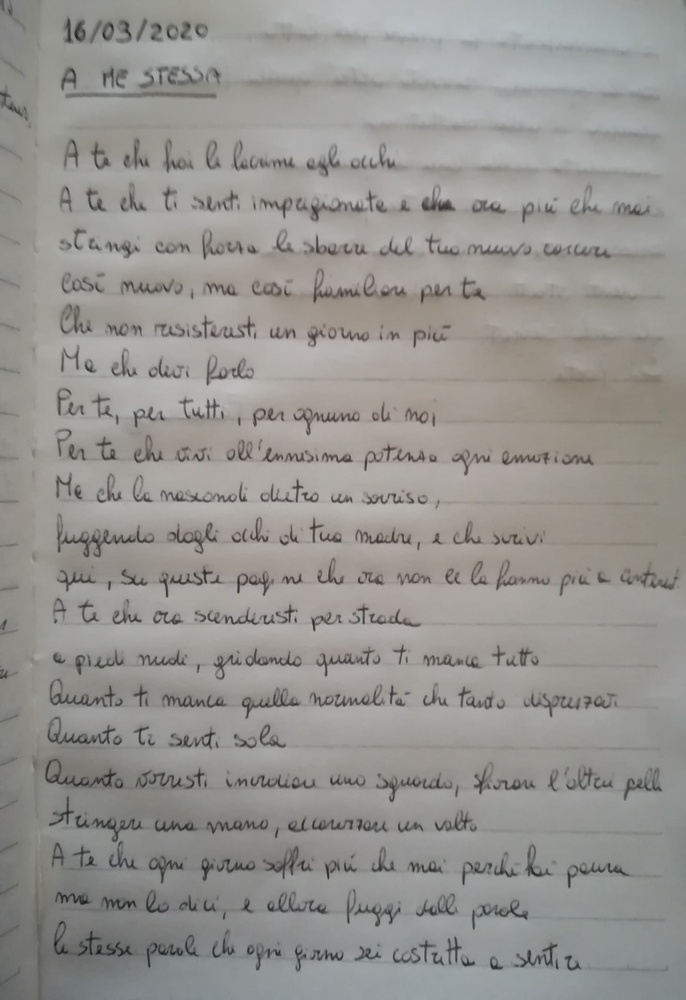 16/03/2020
A ME STESSA
A te che hai le lacrime agli occhi
A te che ti senti imprigionata e che ora più che mai
stringi con forza le sbarre del tuo nuovo carcere
Così nuovo, ma così familiare per te
Che non resisteresti un giorno in più
Ma che devi farlo
Per te, per tutti, per ognuno di noi
Per te che vivi all'ennesima potenza ogni emozione
Ma che la nascondi dietro un sorriso,
fuggendo dagli occhi di tua madre, e che scrivi
qui, su queste pagine che ora non ce la fanno più a
A te che ora scenderesti per strada
a piedi nudi, gridando quanto ti manca tutto
Quanto ti manca quella normalità che tanto disprezzavi
Quanto ti senti sola
Quanto vorresti incrociare uno sguardo, sfiorare l'altrui pelle
stringere una mano, accarezzare un volto
A te che ogni giorno soffri più che mai perché hai paura
ma non lo dici, e allora fuggi dalle parole
le stesse parole che ogni giorno sei costretta a sentire